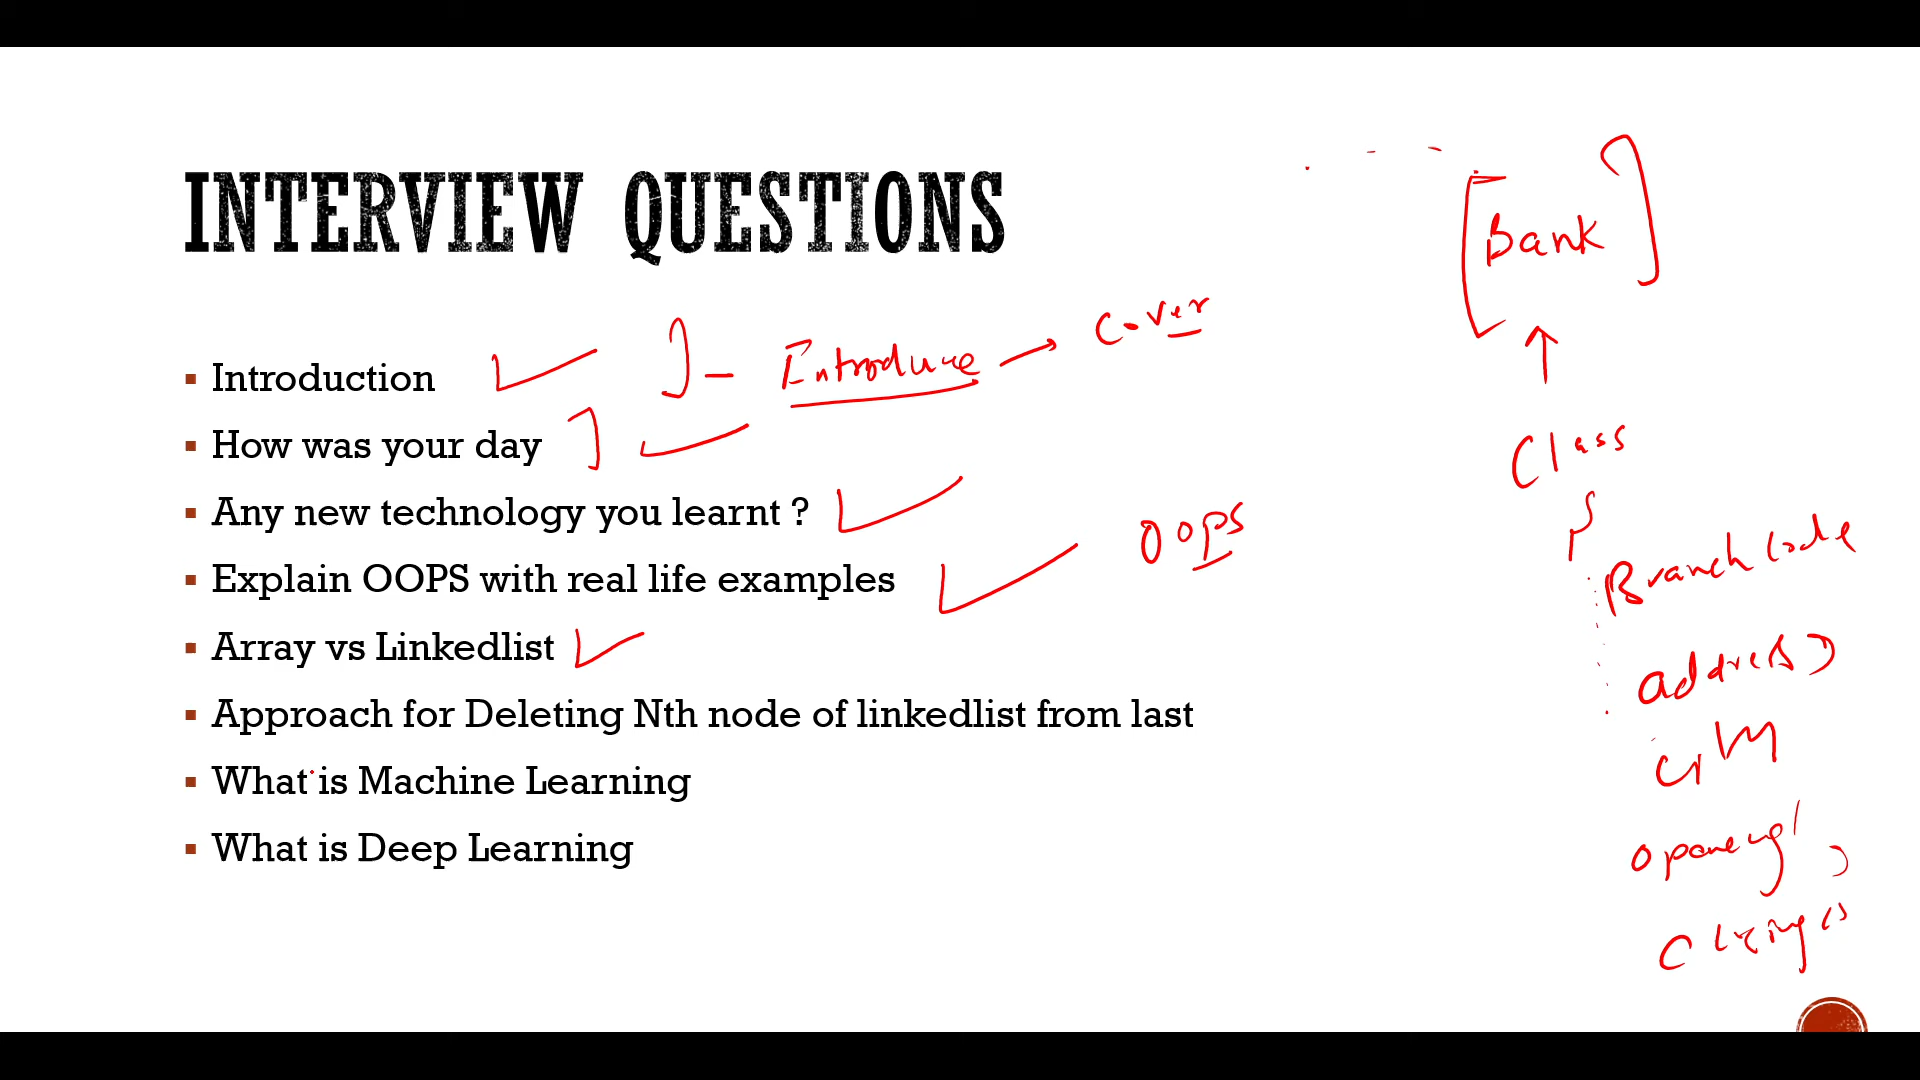 INTERVIEW QUESTIONS
Introduction
How was your day
Any new technology you learnt ?
Explain OOPS with real life examples
Array vs Linkedlist
Approach for Deleting Nth node of linkedlist from last
What is Machine Learning
What is Deep Learning
Introduce
Cover
OOPS
Bank
Class
Branch Code
address
city